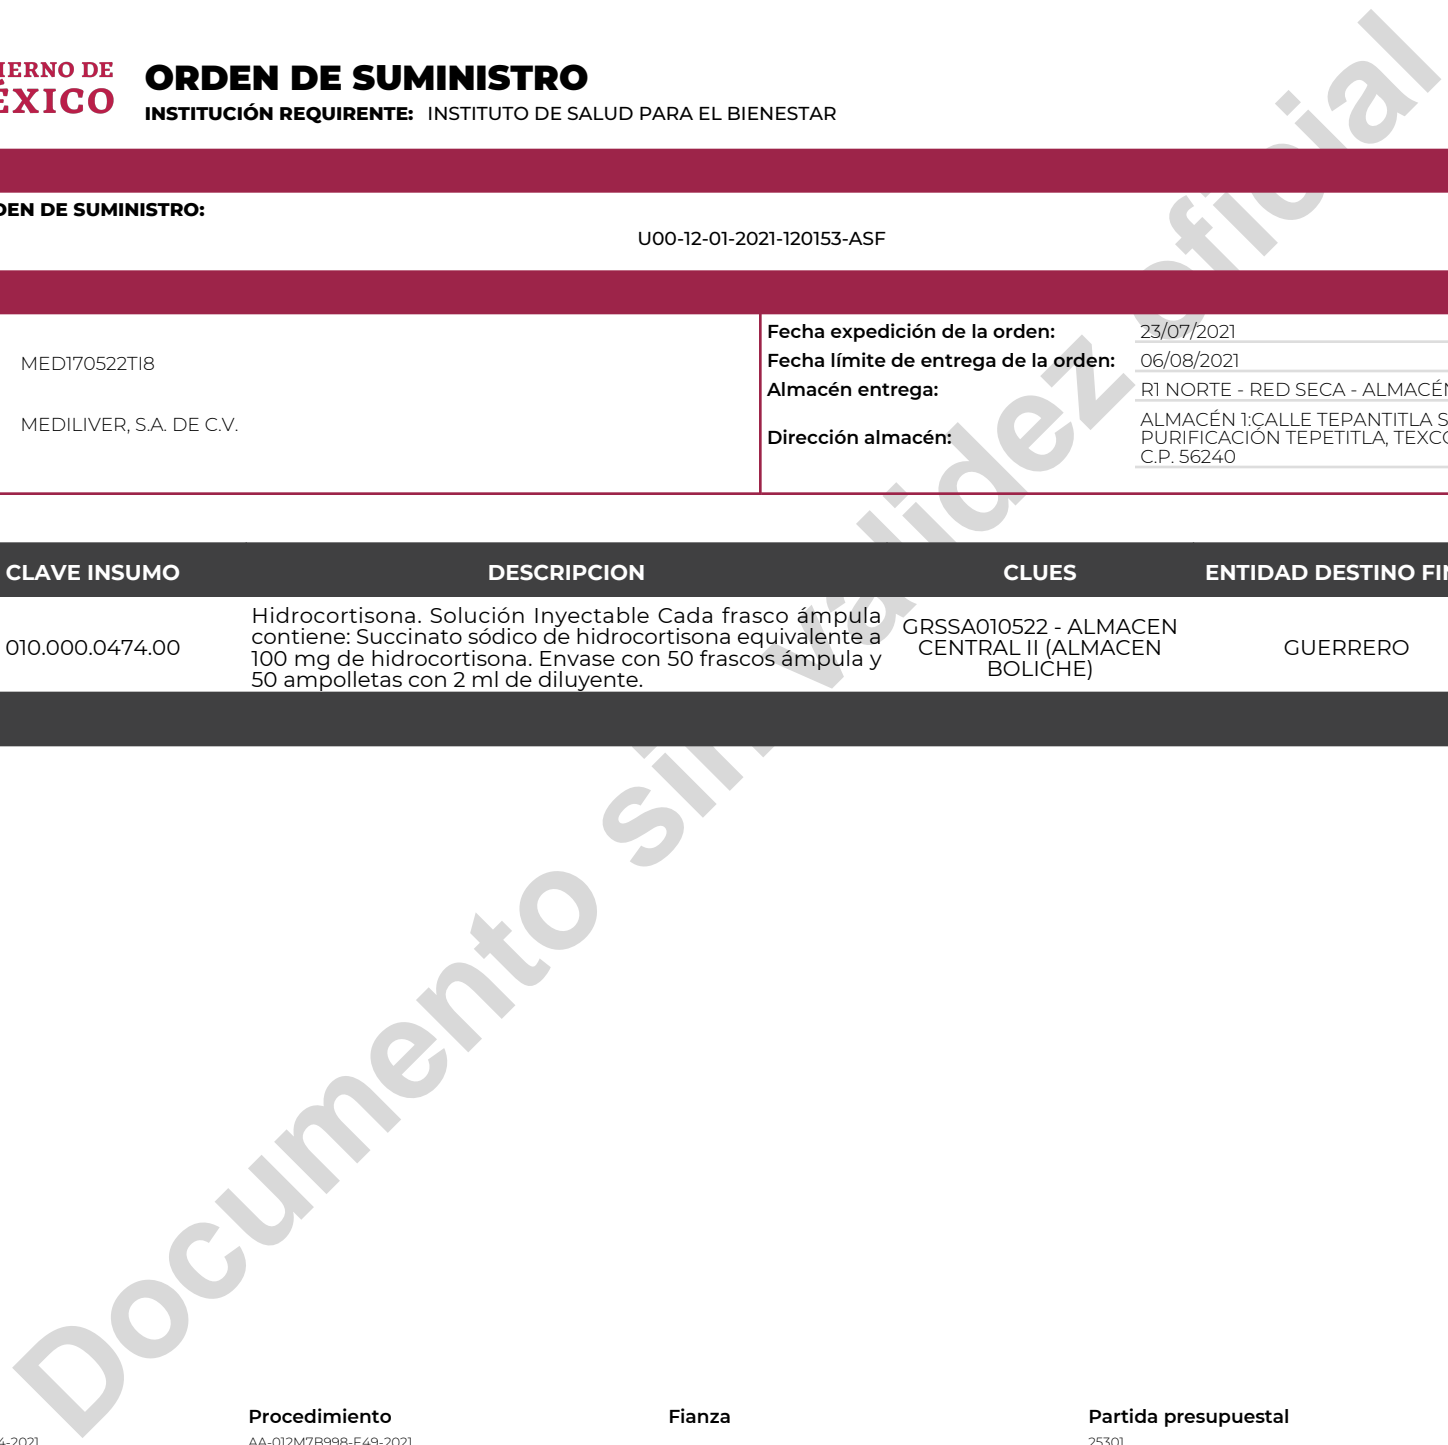 ORDEN DE SUMINISTRO
INSTITUCIÓN REQUIRENTE: INSTITUTO DE SALUD PARA EL BIENESTAR
DE
XICO
DE SUMINISTRO:
U00-12-01-2021-120153-ASF
MED170522TI8
MEDILIVER, S.A. DE C.V.
Fecha expedición de la orden: 23/07/2021
Fecha límite de entrega de la orden: 06/08/2021
Almacén entrega: R1 NORTE - RED SECA - ALMACÉN
Dirección almacén:
ALMACÉN 1:CALLE TEPANTITLA S
PURIFICACIÓN TEPETITLA, TEXC
C.P. 56240
CLAVE INSUMO DESCRIPCION CLUES ENTIDAD DESTINO FIN
010.000.0474.00
Hidrocortisona. Solución Inyectable Cada frasco ámpula
contiene: Succinato sódico de hidrocortisona equivalente a
100 mg de hidrocortisona. Envase con 50 frascos ámpula y
50 ampolletas con 2 ml de diluyente.
GRSSA010522 - ALMACEN
CENTRAL II (ALMACEN
BOLICHE)
GUERRERO
Documento sin validez oficial
Procedimiento Fianza Partida presupuestal
4-2021 AA-012M7B998-E49-2021 25301